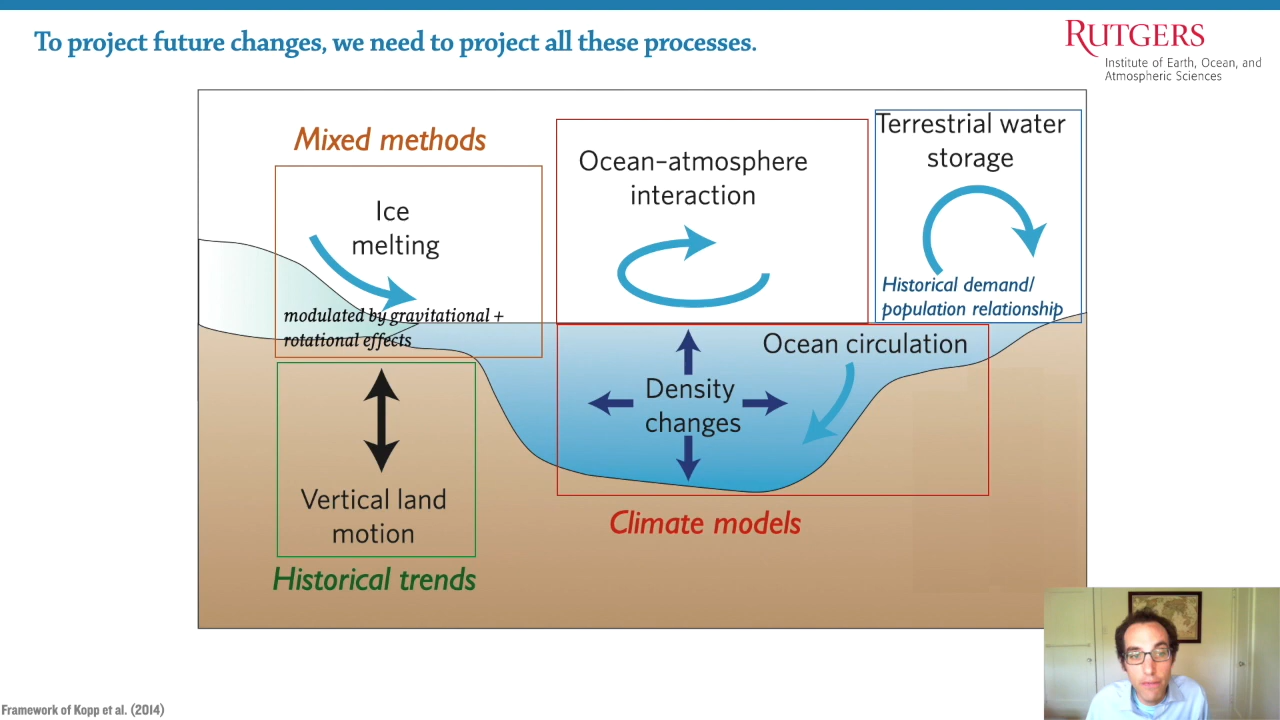 To project future changes, we need to project all these processes.
RUTGERS
Institute of Earth, Ocean, and
Atmospheric Sciences
Mixed methods
Ice
melting
modulated by gravitational +
rotational effects
Ocean–atmosphere
interaction
Terrestrial water
storage
Historical demand/
population relationship
Ocean circulation
Density
changes
Vertical land
motion
Climate models
Historical trends
Framework of Kopp et al. (2014)